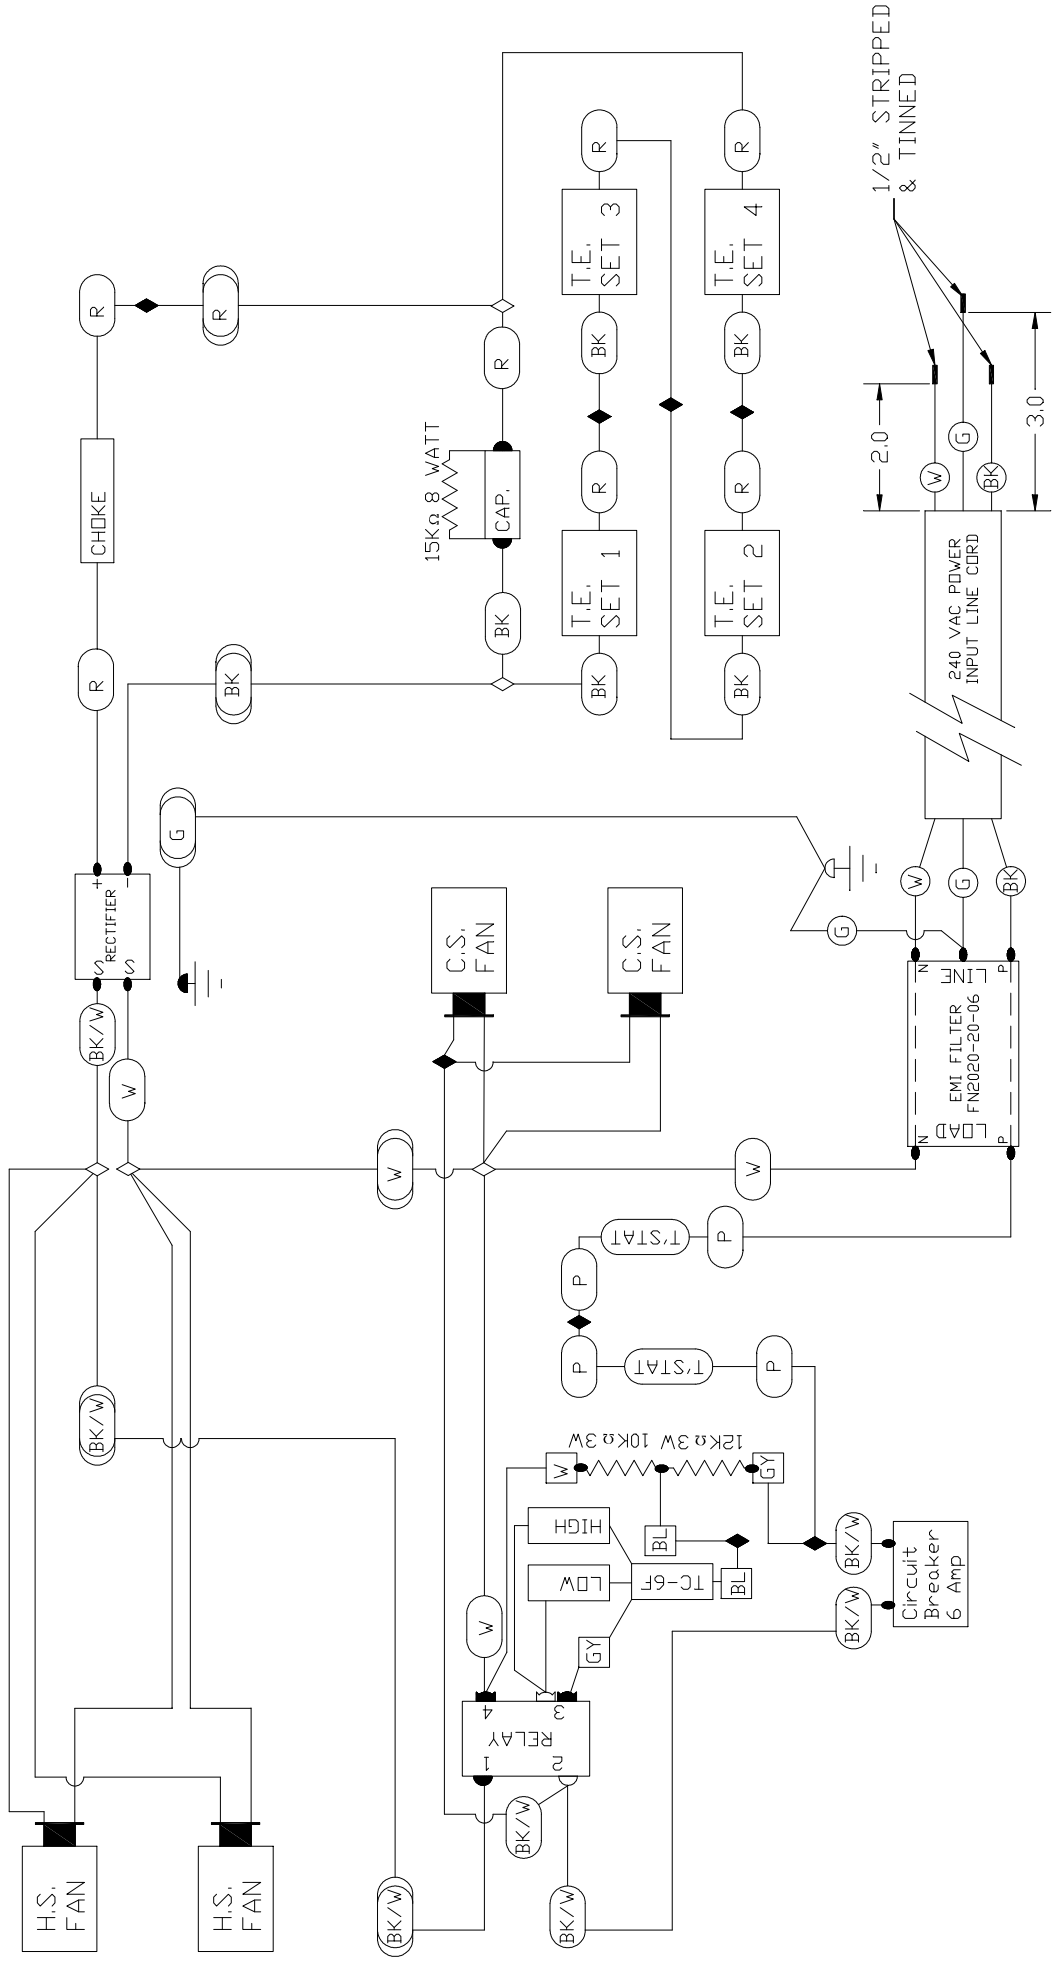 1/2" STRIPPED
& TINNED
R
R
CHOKE
R
R
R
R
15KΩ 8 WATT
CAP.
BK
BK
T.E.
SET 3
T.E.
SET 4
BK
BK
R
R
T.E.
SET 1
T.E.
SET 2
BK
BK
2.0
3.0
W
G
BK
240 VAC POWER
INPUT LINE CORD
+
-
RECTIFIER
S
S
G
G
W
G
BK
BK/W
W
C.S.
FAN
C.S.
FAN
N
LINE
P
EMI FILTER
FN2020-20-06
N
LOAD
P
W
W
P
T'STAT
P
P
T'STAT
P
BK/W
W
10KΩ 3W
12KΩ 3W
GY
HIGH
LOW
TC-6F
BL
BL
GY
W
BK/W
BK/W
Circuit
Breaker
6 Amp
4
3
RELAY
1
2
BK/W
BK/W
BK/W
H.S.
FAN
H.S.
FAN